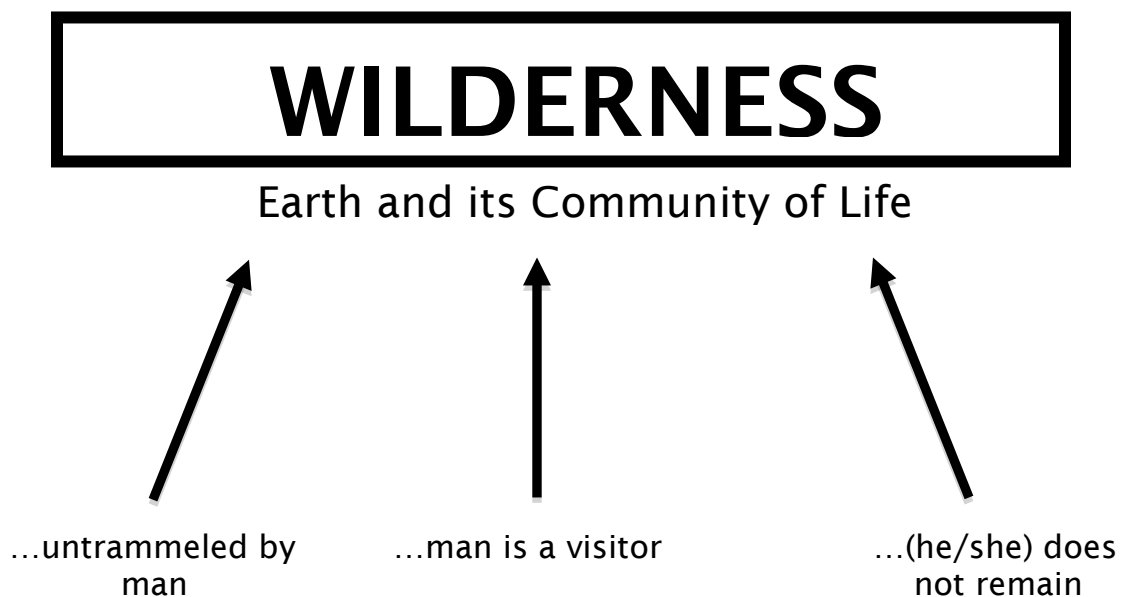 WILDERNESS
Earth and its Community of Life
…untrammeled by
man
…man is a visitor
…(he/she) does
not remain